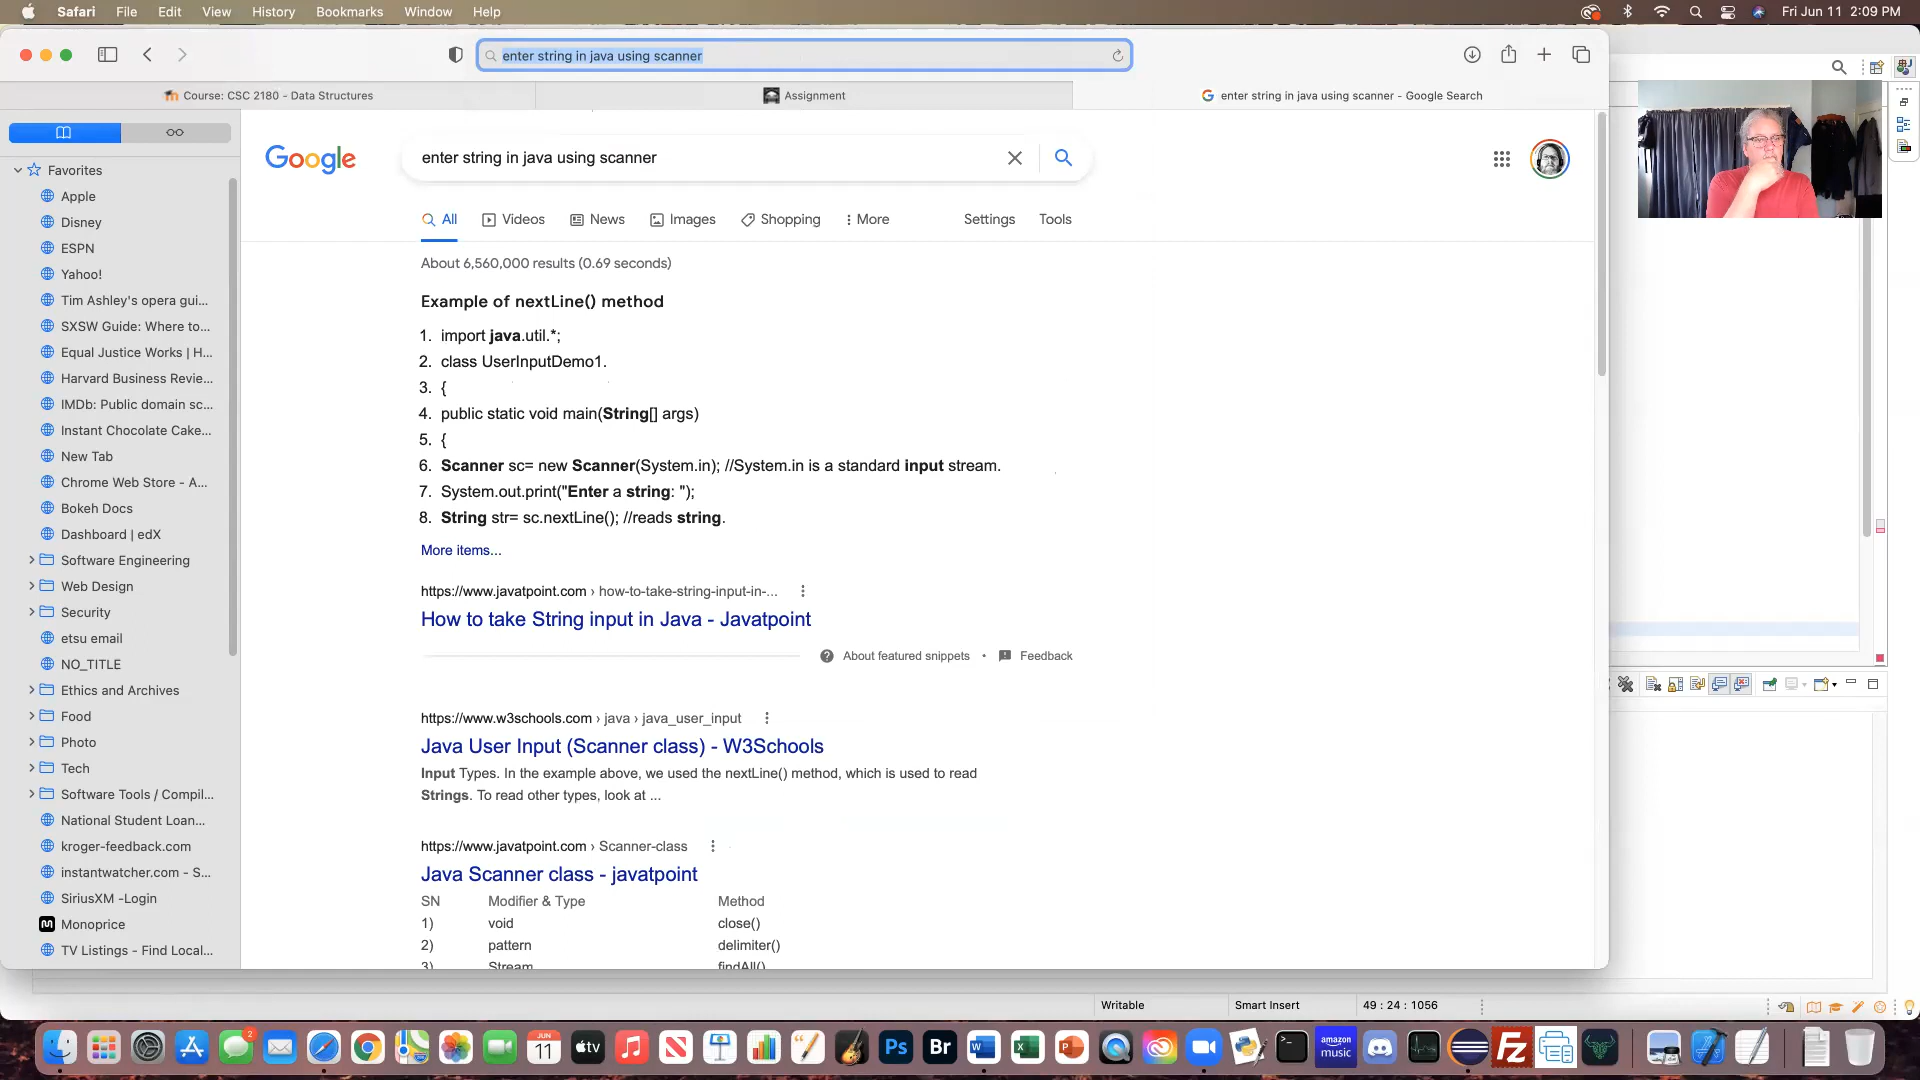 Safari File Edit View History Bookmarks Window Help
Fri Jun 11 2:09 PM
enter string in java using scanner
Course: CSC 2180 - Data Structures
Assignment
enter string in java using scanner - Google Search
Favorites
Apple
Disney
ESPN
Yahoo!
Tim Ashley's opera gui...
SXSW Guide: Where to...
Equal Justice Works | H...
Harvard Business Revie...
IMDb: Public domain sc...
Instant Chocolate Cake...
New Tab
Chrome Web Store - A...
Bokeh Docs
Dashboard | edX
Software Engineering
Web Design
Security
etsu email
NO_TITLE
Ethics and Archives
Food
Photo
Tech
Software Tools / Compil...
National Student Loan...
kroger-feedback.com
instantwatcher.com - S...
SiriusXM -Login
Monoprice
TV Listings - Find Local...
Google
enter string in java using scanner
All Videos News Images Shopping More Settings Tools
About 6,560,000 results (0.69 seconds)
Example of nextLine() method
1. import java.util.*;
2. class UserInputDemo1.
3. {
4. public static void main(String[] args)
5. {
6. Scanner sc= new Scanner(System.in); //System.in is a standard input stream.
7. System.out.print("Enter a string: ");
8. String str= sc.nextLine(); //reads string.
More items...
https://www.javatpoint.com › how-to-take-string-input-in-...
How to take String input in Java - Javatpoint
About featured snippets • Feedback
https://www.w3schools.com › java › java_user_input
Java User Input (Scanner class) - W3Schools
Input Types. In the example above, we used the nextLine() method, which is used to read
Strings. To read other types, look at ...
https://www.javatpoint.com › Scanner-class
Java Scanner class - javatpoint
SN Modifier & Type Method
1) void close()
2) pattern delimiter()
3) Stream findAll()
Writable Smart Insert 49 : 24 : 1056
2
JUN
11
tv
Ps
Br
W
X
P
amazon
music
Fz